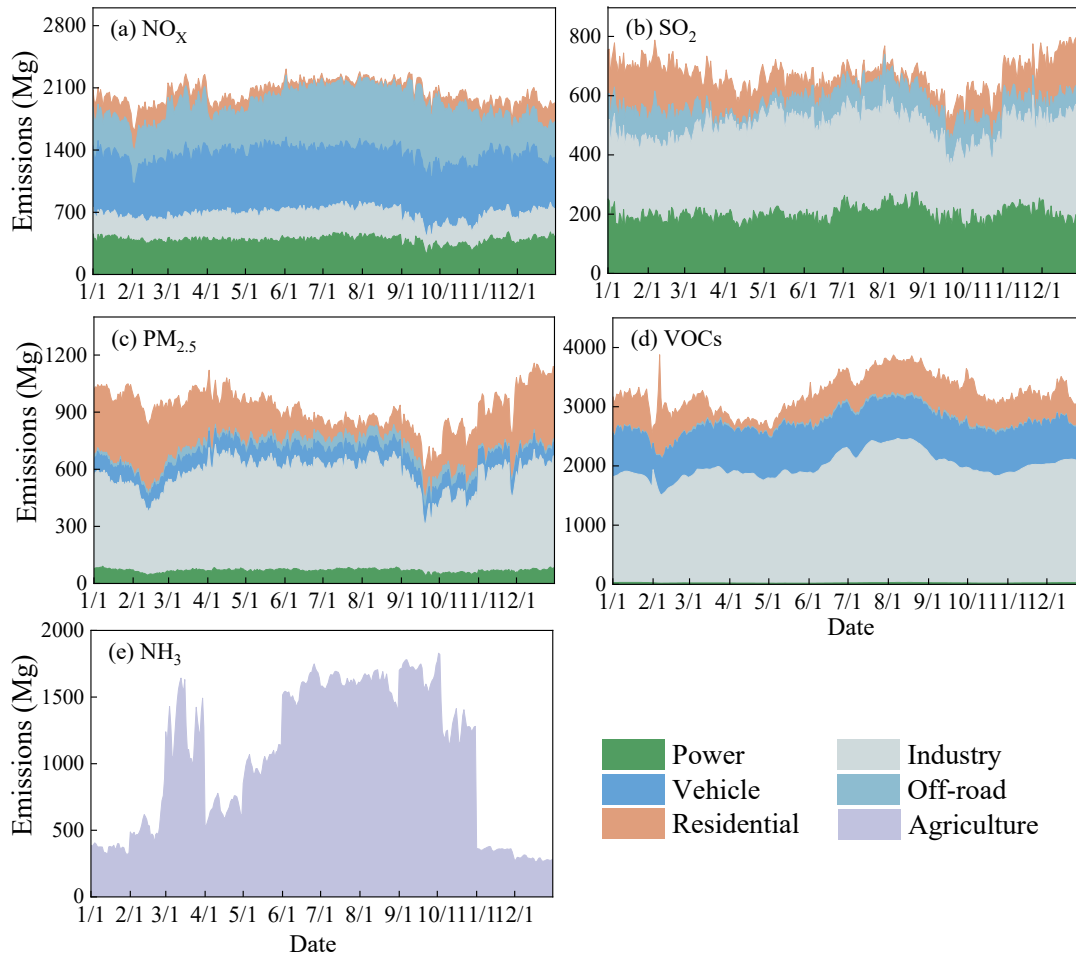 (a) NOX
Emissions (Mg)
2800
2100
1400
700
0
1/1 2/1 3/1 4/1 5/1 6/1 7/1 8/1 9/1 10/1 11/1 12/1
(b) SO2
800
600
400
200
0
1/1 2/1 3/1 4/1 5/1 6/1 7/1 8/1 9/1 10/1 11/1 12/1
(c) PM2.5
Emissions (Mg)
1200
900
600
300
0
1/1 2/1 3/1 4/1 5/1 6/1 7/1 8/1 9/1 10/1 11/1 12/1
(d) VOCs
4000
3000
2000
1000
0
1/1 2/1 3/1 4/1 5/1 6/1 7/1 8/1 9/1 10/1 11/1 12/1
Date
(e) NH3
Emissions (Mg)
2000
1500
1000
500
0
1/1 2/1 3/1 4/1 5/1 6/1 7/1 8/1 9/1 10/1 11/1 12/1
Date
Power
Industry
Vehicle
Off-road
Residential
Agriculture